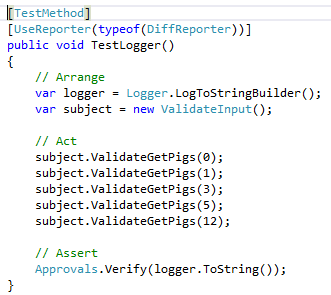 [TestMethod]
[UseReporter(typeof(DiffReporter))]
public void TestLogger()
{
    // Arrange
    var logger = Logger.LogToStringBuilder();
    var subject = new ValidateInput();

    // Act
    subject.ValidateGetPigs(0);
    subject.ValidateGetPigs(1);
    subject.ValidateGetPigs(3);
    subject.ValidateGetPigs(5);
    subject.ValidateGetPigs(12);

    // Assert
    Approvals.Verify(logger.ToString());
}